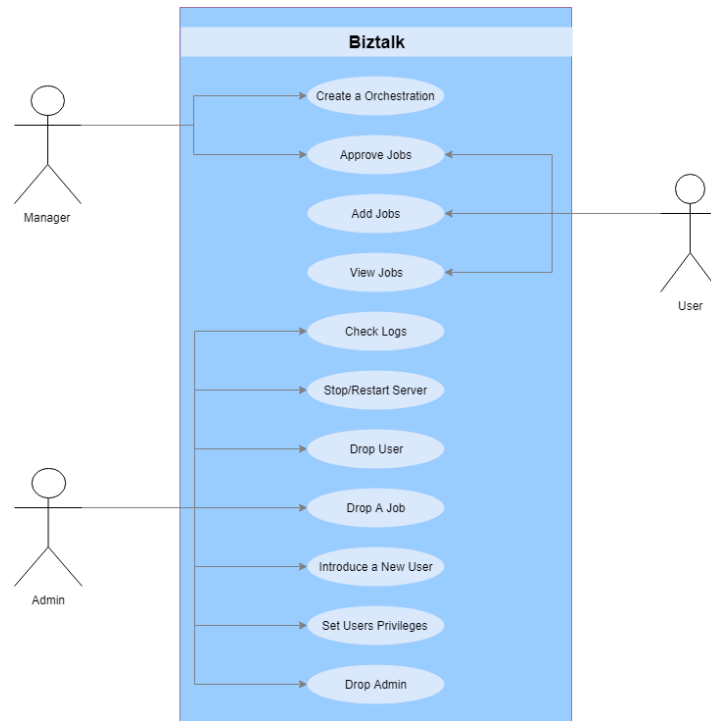 Biztalk
Create a Orchestration
Approve Jobs
Manager
Add Jobs
View Jobs
User
Check Logs
Stop/Restart Server
Drop User
Drop A Job
Introduce a New User
Admin
Set Users Privileges
Drop Admin